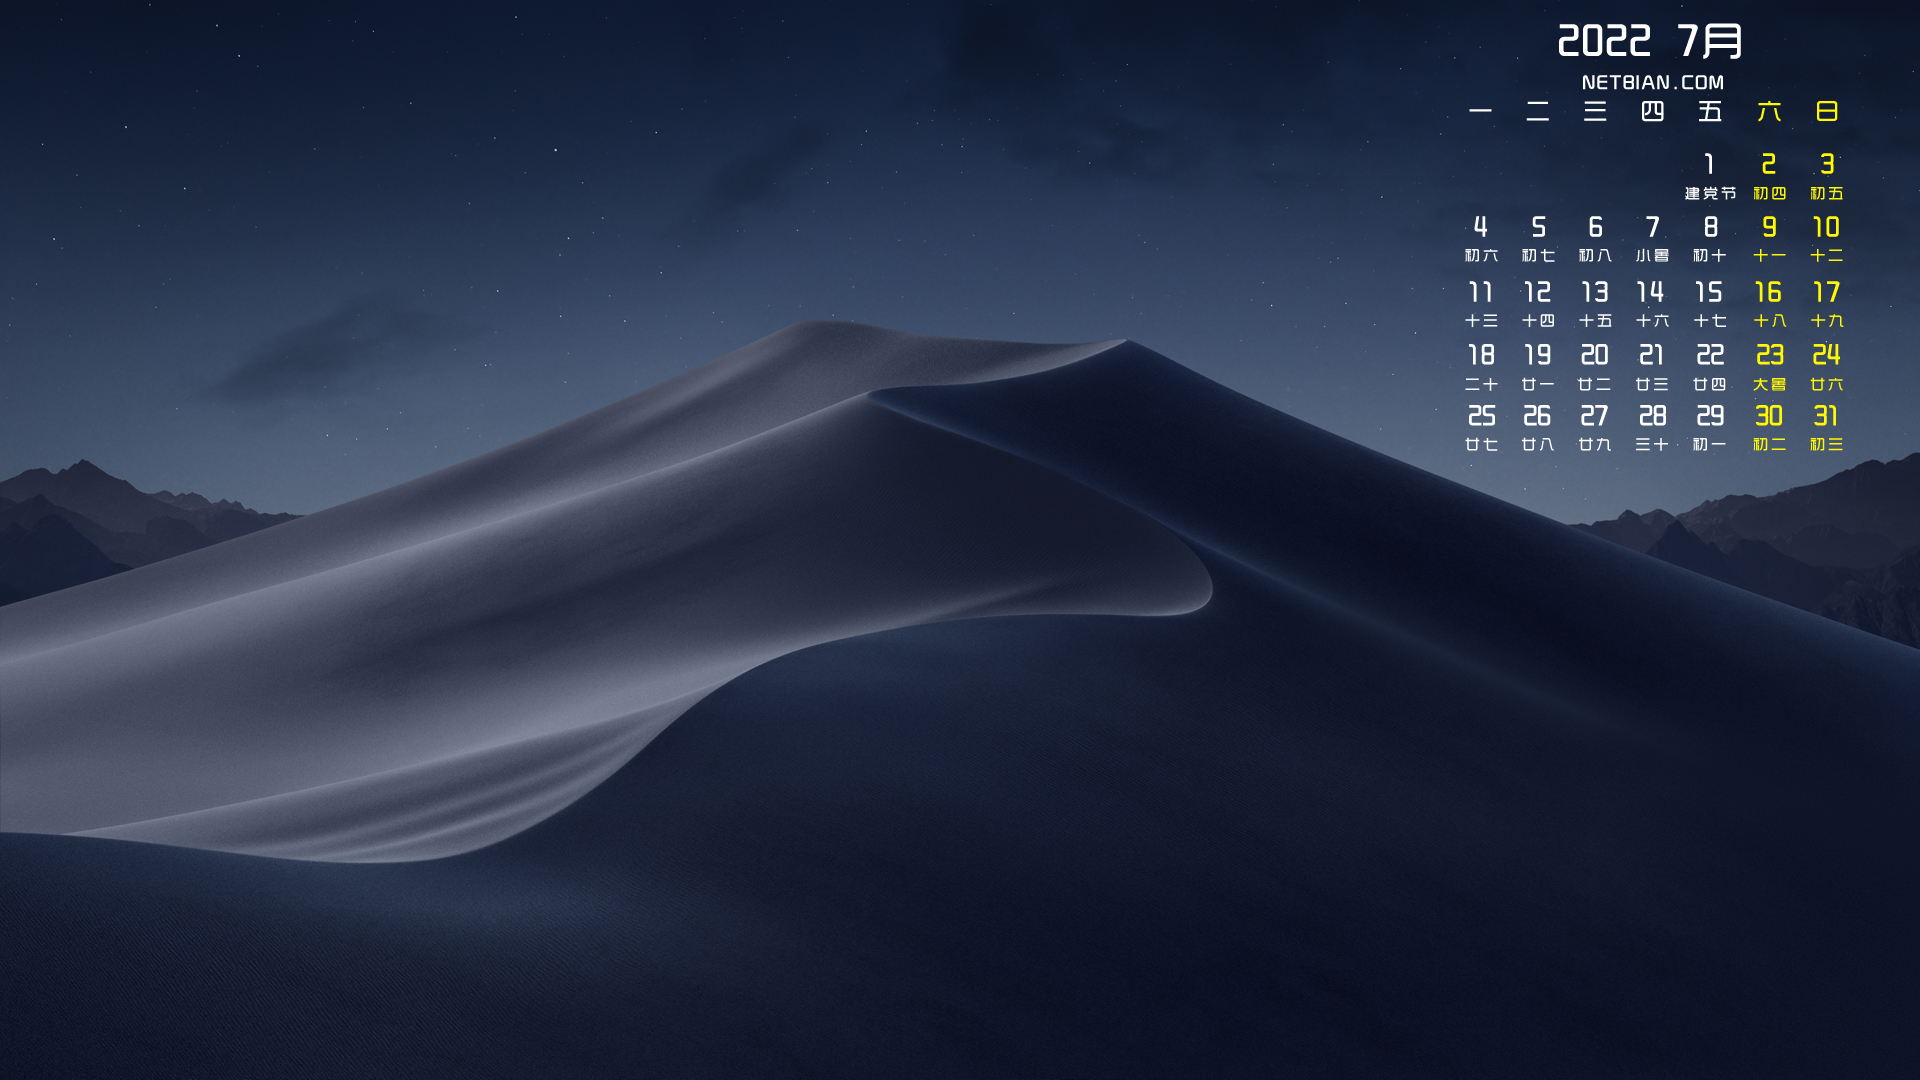 2022 7月
NETBIAN.COM
一 二 三 四 五 六 日
1 2 3
建党节 初四 初五
4 5 6 7 8 9 10
初六 初七 初八 小暑 初十 十一 十二
11 12 13 14 15 16 17
十三 十四 十五 十六 十七 十八 十九
18 19 20 21 22 23 24
二十 廿一 廿二 廿三 廿四 大暑 廿六
25 26 27 28 29 30 31
廿七 廿八 廿九 三十 初一 初二 初三